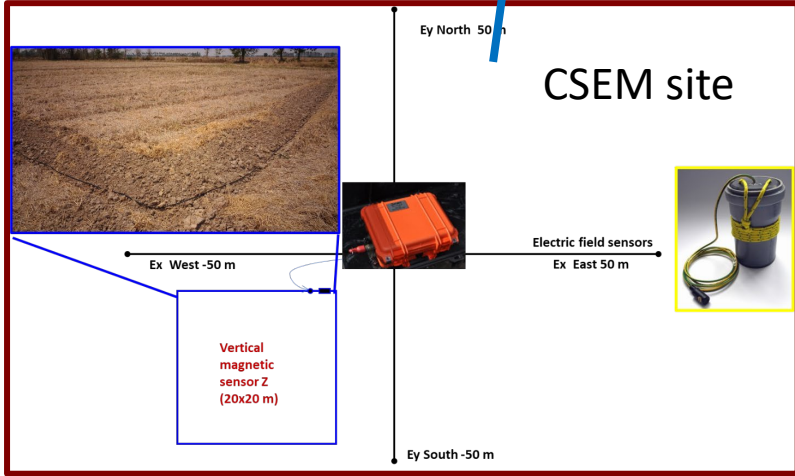 Ey North 50 m
CSEM site
Electric field sensors
Ex West -50 m
Ex East 50 m
Vertical
magnetic
sensor Z
(20x20 m)
Ey South -50 m